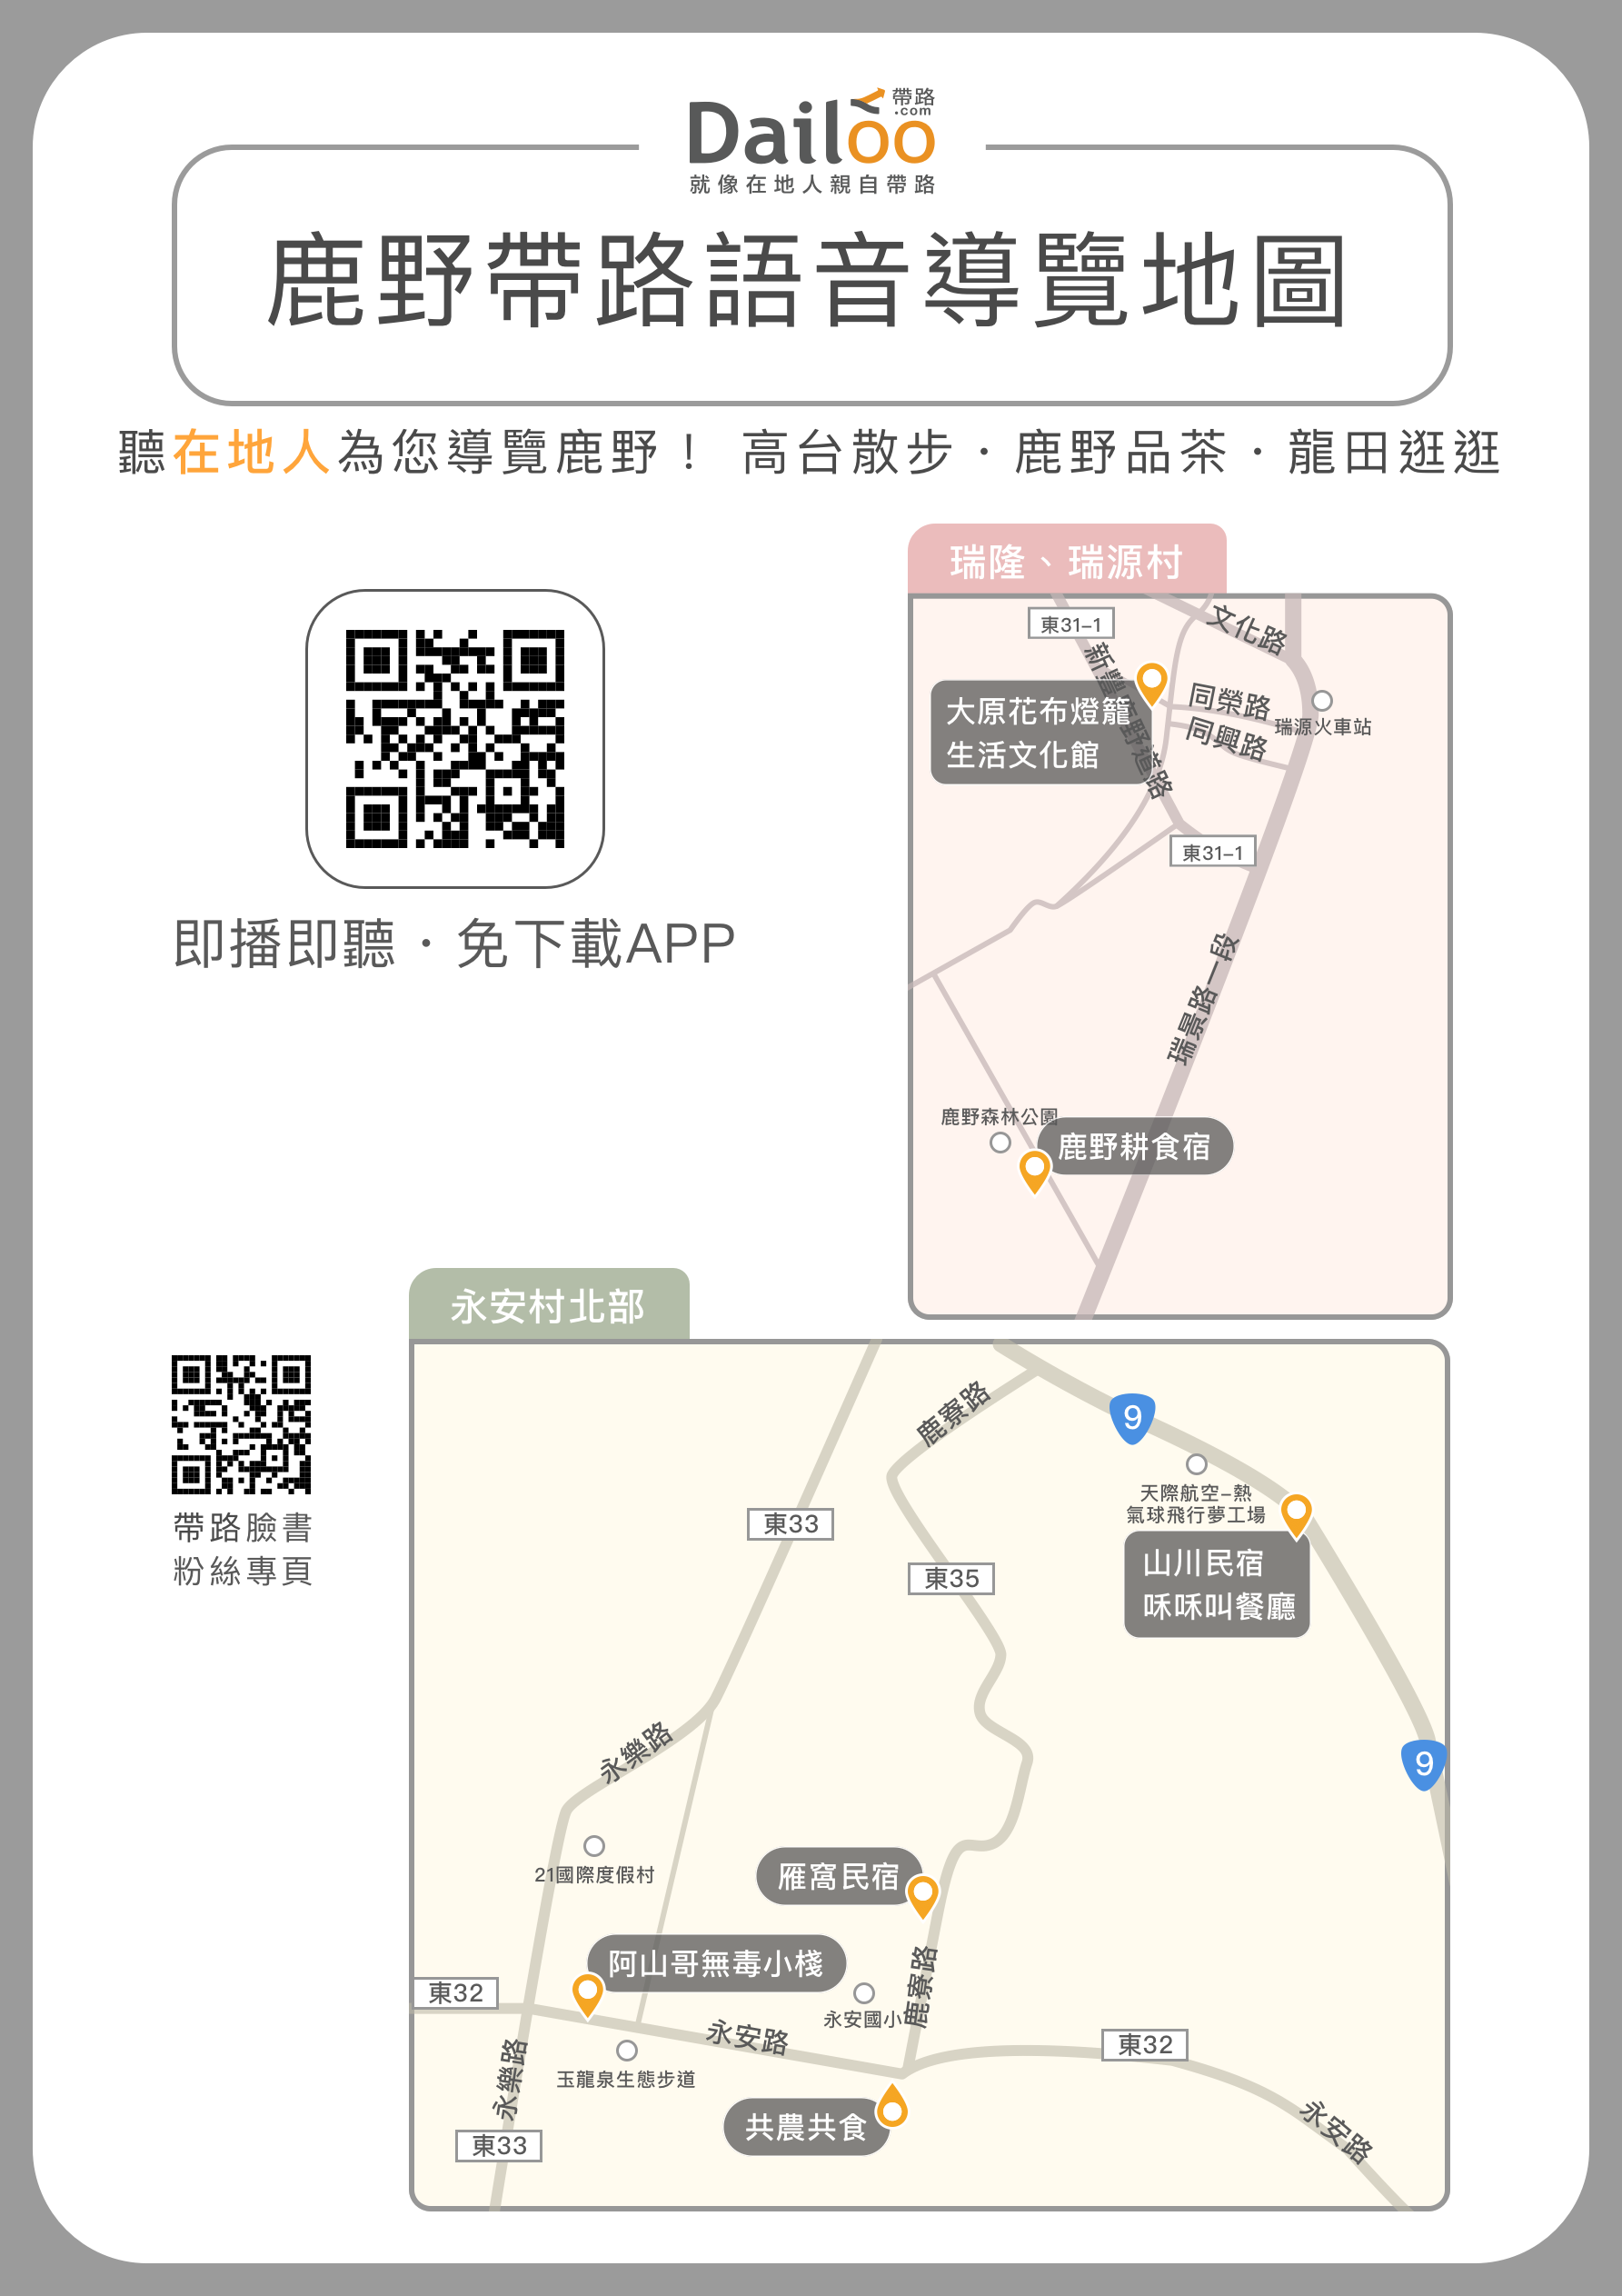 Dailoo 帶路.com
就像在地人親自帶路
鹿野帶路語音導覽地圖
聽在地人為您導覽鹿野！ 高台散步・鹿野品茶・龍田逛逛
即播即聽・免下載APP
瑞隆、瑞源村
東31-1
文化路
同榮路
同興路
瑞源火車站
大原花布燈籠
生活文化館
東31-1
瑞景路一段
鹿野森林公園
鹿野耕食宿
帶路臉書
粉絲專頁
永安村北部
鹿寮路
9
天際航空-熱
氣球飛行夢工場
東33
東35
山川民宿
咪咪叫餐廳
永樂路
9
21國際度假村
雁窩民宿
阿山哥無毒小棧
鹿寮路
東32
永安國小
永安路
東32
永樂路
玉龍泉生態步道
共農共食
永安路
東33